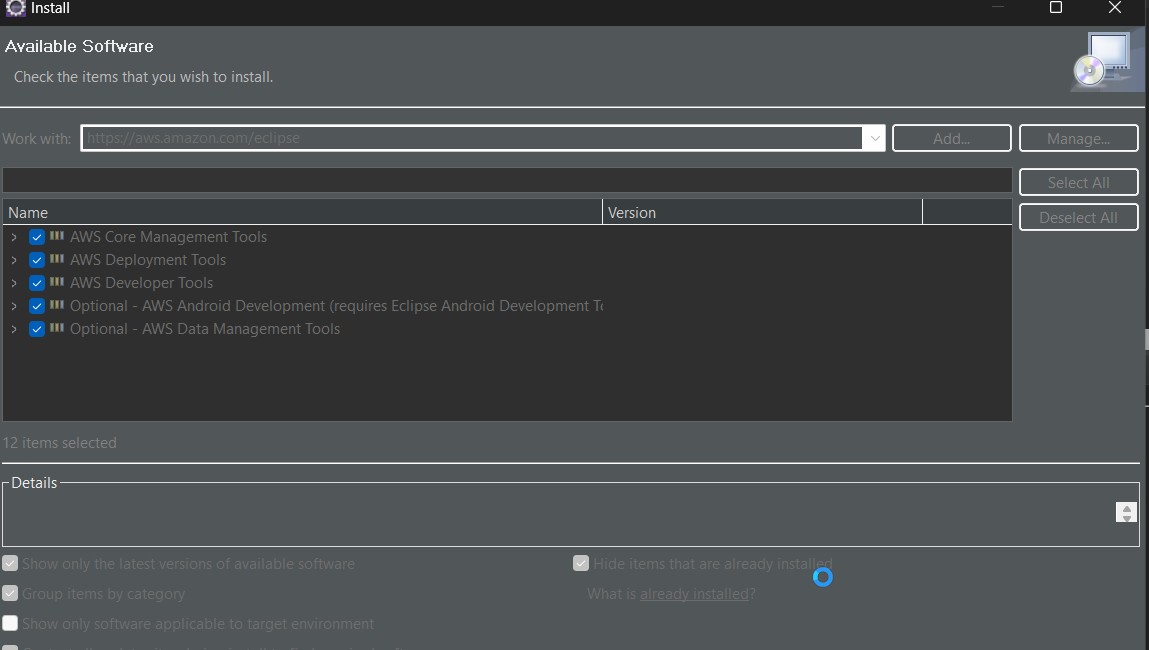 Install
Available Software
Check the items that you wish to install.
Work with: https://aws.amazon.com/eclipse Add... Manage...
Select All
Name Version
Deselect All
AWS Core Management Tools
AWS Deployment Tools
AWS Developer Tools
Optional - AWS Android Development (requires Eclipse Android Development To
Optional - AWS Data Management Tools
12 items selected
Details
Show only the latest versions of available software Hide items that are already installed
Group items by category What is already installed?
Show only software applicable to target environment